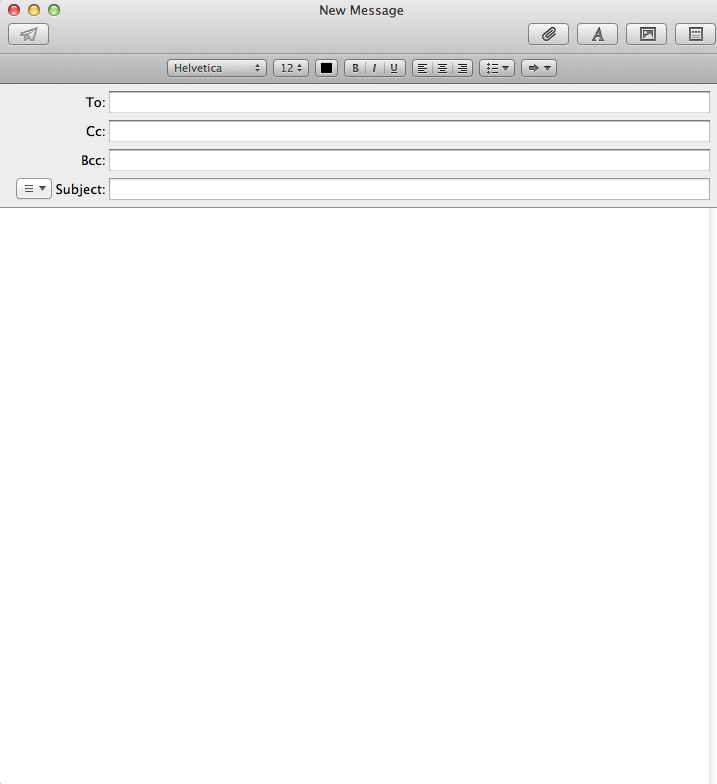 New Message
Helvetica 12 B I U
To:
Cc:
Bcc:
Subject: